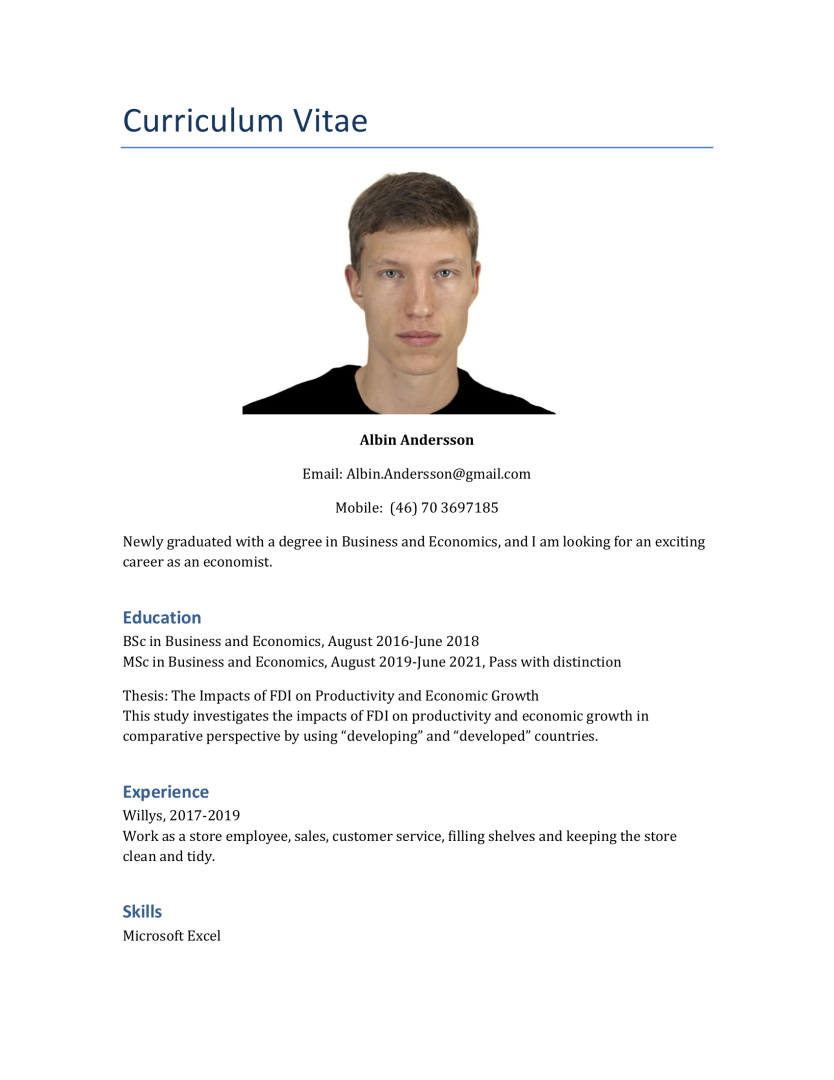 Curriculum Vitae
Albin Andersson
Email: Albin.Andersson@gmail.com
Mobile:  (46) 70 3697185
Newly graduated with a degree in Business and Economics, and I am looking for an exciting
career as an economist.
Education
BSc in Business and Economics, August 2016-June 2018
MSc in Business and Economics, August 2019-June 2021, Pass with distinction
Thesis: The Impacts of FDI on Productivity and Economic Growth
This study investigates the impacts of FDI on productivity and economic growth in
comparative perspective by using “developing” and “developed” countries.
Experience
Willys, 2017-2019
Work as a store employee, sales, customer service, filling shelves and keeping the store
clean and tidy.
Skills
Microsoft Excel